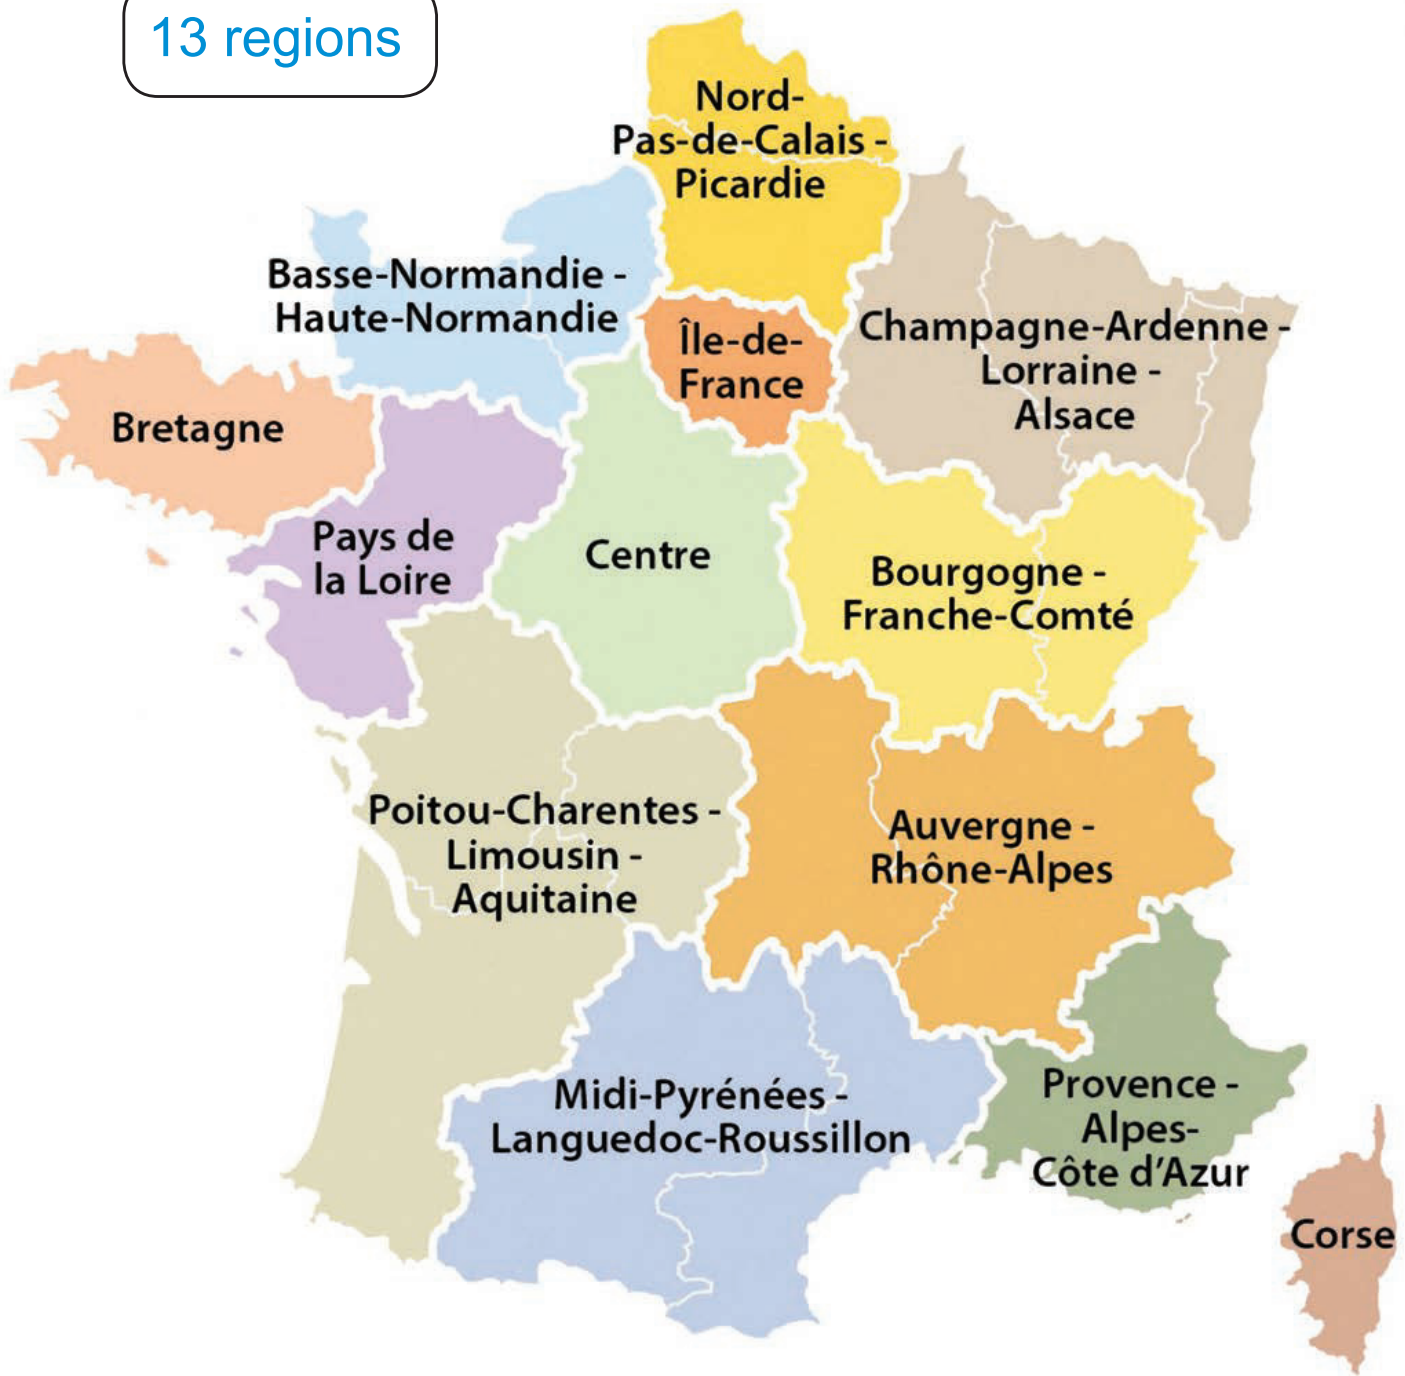 13 regions
Nord-
Pas-de-Calais -
Picardie
Basse-Normandie -
Haute-Normandie
Île-de-
France
Champagne-Ardenne -
Lorraine -
Alsace
Bretagne
Pays de
la Loire
Centre
Bourgogne -
Franche-Comté
Poitou-Charentes -
Limousin -
Aquitaine
Auvergne -
Rhône-Alpes
Midi-Pyrénées -
Languedoc-Roussillon
Provence -
Alpes-
Côte d’Azur
Corse